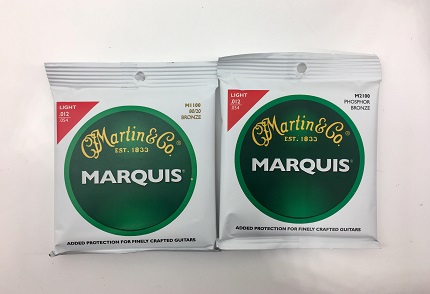 LIGHT
.012
.054
M1100
80/20
BRONZE
Martin & Co.
EST. 1833
MARQUIS®
ADDED PROTECTION FOR FINELY CRAFTED GUITARS
LIGHT
.012
.054
M2100
PHOSPHOR
BRONZE
Martin & Co.
EST. 1833
MARQUIS®
ADDED PROTECTION FOR FINELY CRAFTED GUITARS